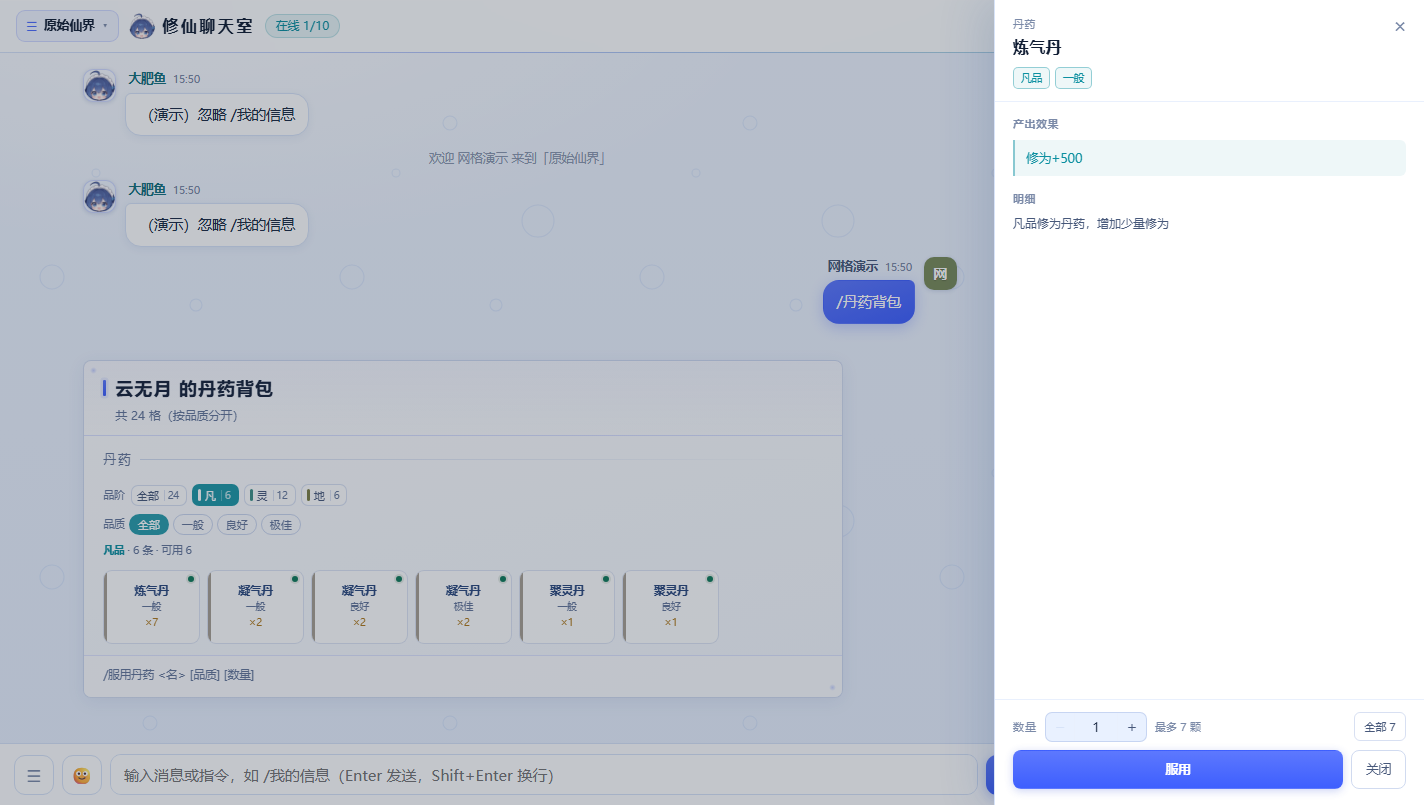 原始仙界
修仙聊天室
在线 1/10
大肥鱼 15:50
（演示）忽略 /我的信息
欢迎 网格演示 来到「原始仙界」
大肥鱼 15:50
（演示）忽略 /我的信息
网格演示 15:50
网
/丹药背包
云无月 的丹药背包
共 24 格（按品质分开）
丹药
品阶 全部 24 凡 6 灵 12 地 6
品质 全部 一般 良好 极佳
凡品 · 6 条 · 可用 6
炼气丹 凝气丹 凝气丹 凝气丹 聚灵丹 聚灵丹
一般 一般 良好 极佳 一般 良好
×7 ×2 ×2 ×2 ×1 ×1
/服用丹药 <名> [品质] [数量]
输入消息或指令，如 /我的信息（Enter 发送，Shift+Enter 换行）
丹药
炼气丹
凡品 一般
产出效果
修为+500
明细
凡品修为丹药，增加少量修为
数量 − 1 + 最多 7 颗 全部 7
服用 关闭